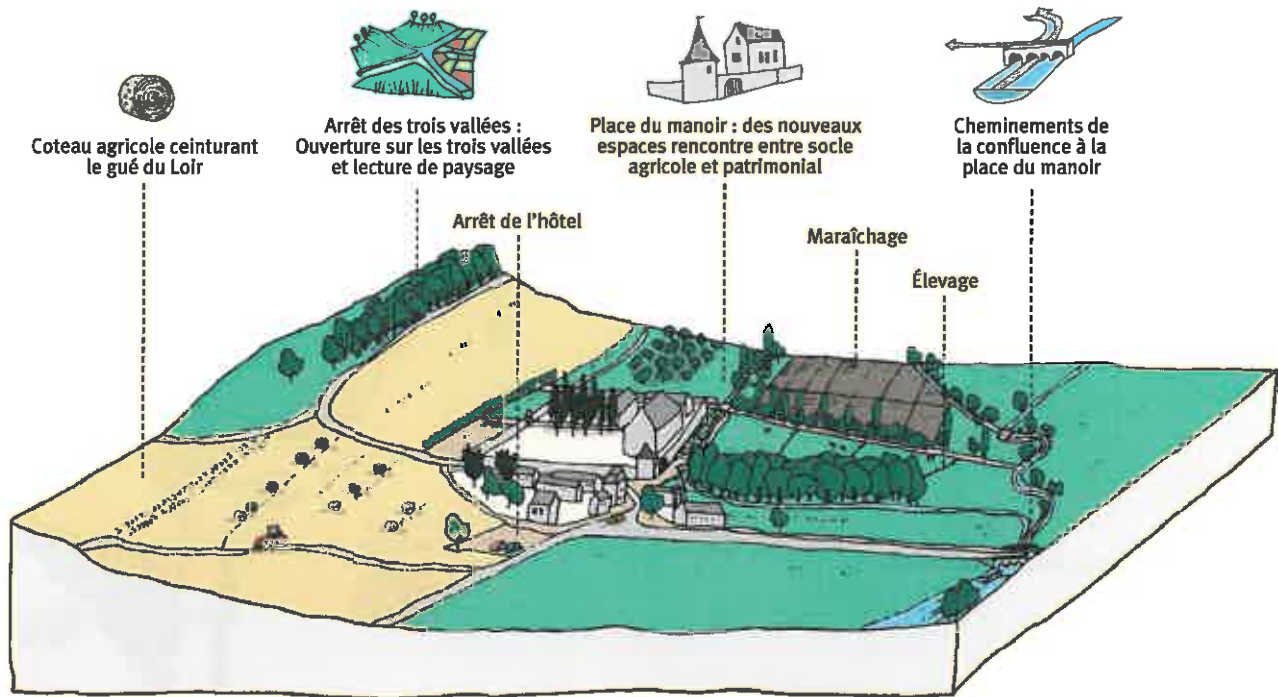 Coteau agricole ceinturant
le gué du Loir
Arrêt des trois vallées :
Ouverture sur les trois vallées
et lecture de paysage
Place du manoir : des nouveaux
espaces rencontre entre socle
agricole et patrimonial
Cheminements de
la confluence à la
place du manoir
Arrêt de l'hôtel
Maraîchage
Élevage